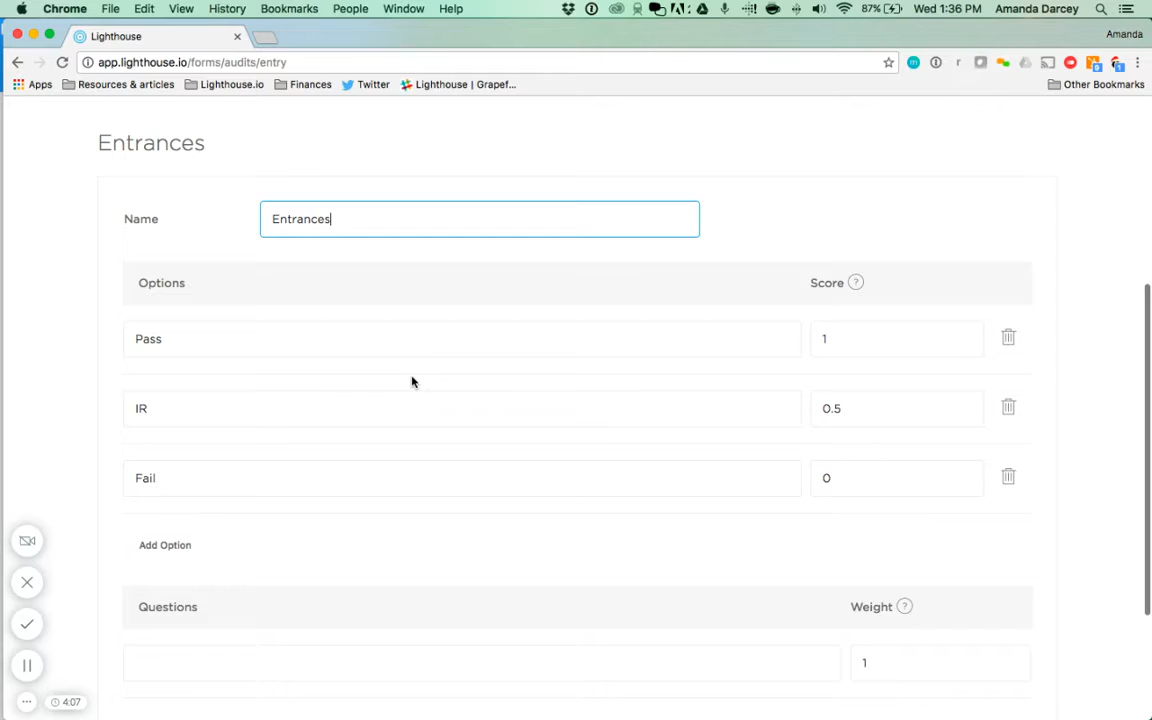 Chrome File Edit View History Bookmarks People Window Help 87% Wed 1:36 PM Amanda Darcey
Lighthouse Amanda
app.lighthouse.io/forms/audits/entry
Apps Resources & articles Lighthouse.io Finances Twitter Lighthouse | Grapef... Other Bookmarks
Entrances
Name Entrances
Options Score ?
Pass 1
IR 0.5
Fail 0
Add Option
Questions Weight ?
1
4:07